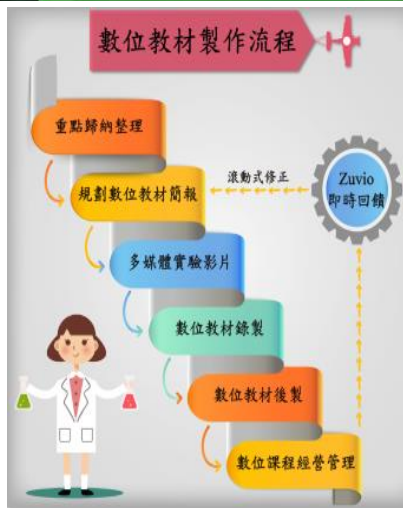 數位教材製作流程
重點歸納整理
規劃數位教材簡報
滾動式修正
Zuvio
即時回饋
多媒體實驗影片
數位教材錄製
數位教材後製
數位課程經營管理